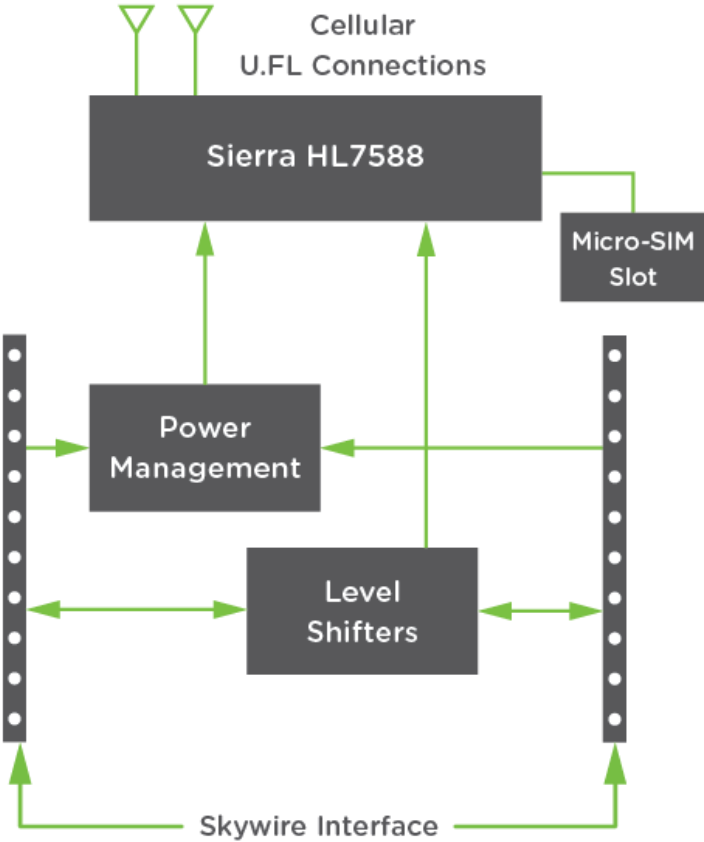 Cellular
U.FL Connections
Sierra HL7588
Micro-SIM
Slot
Power
Management
Level
Shifters
Skywire Interface